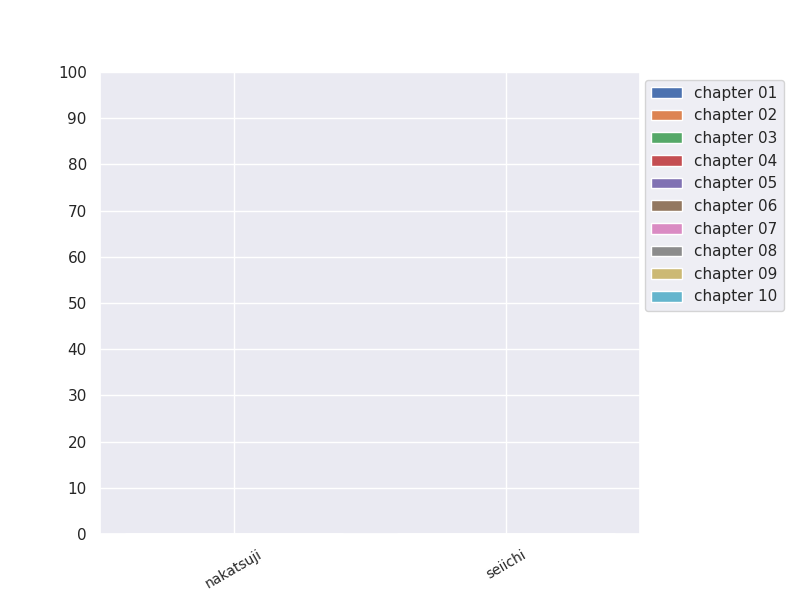 100
90
80
70
60
50
40
30
20
10
0
nakatsuji
seiichi
chapter 01
chapter 02
chapter 03
chapter 04
chapter 05
chapter 06
chapter 07
chapter 08
chapter 09
chapter 10